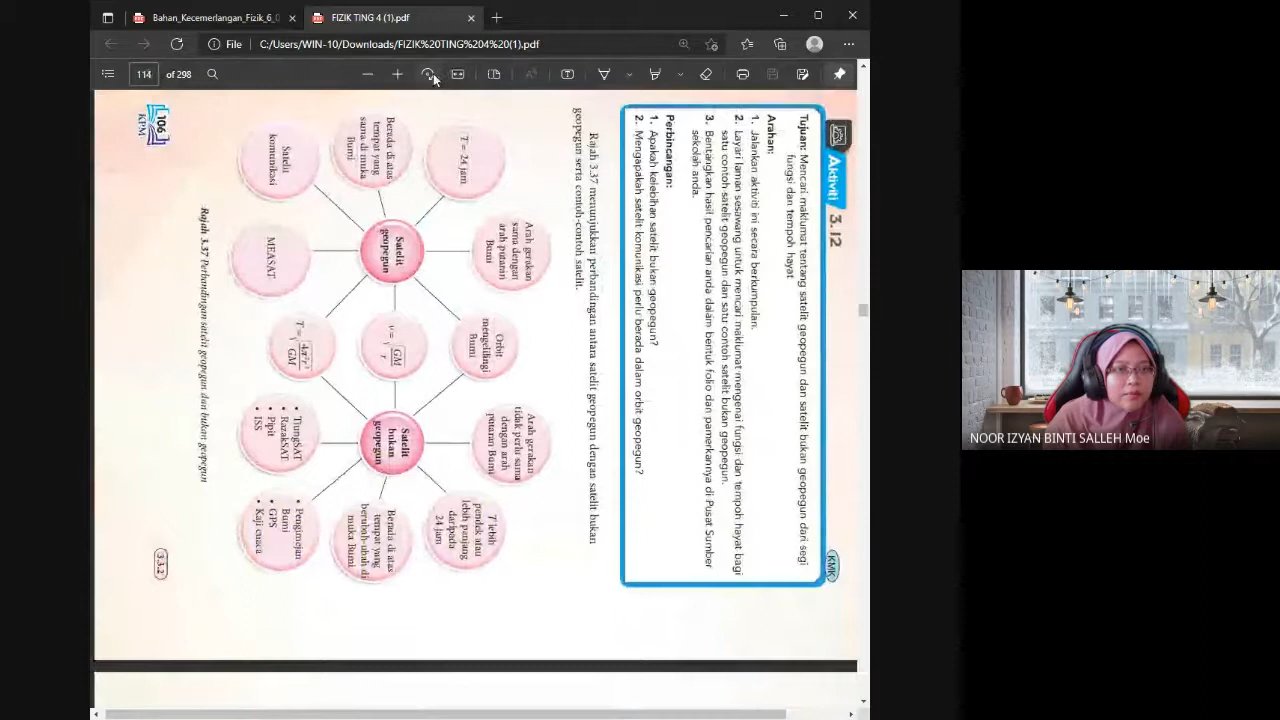 Bahan_Kecemerlangan_Fizik_6_0
FIZIK TING 4 (1).pdf
File
C:/Users/WIN-10/Downloads/FIZIK%20TING%204%20(1).pdf
114
of 298
Aktiviti
3.12
KMK
Tujuan: Mencari maklumat tentang satelit geopegun dan satelit bukan geopegun dari segi
fungsi dan tempoh hayat
Arahan:
1. Jalankan aktiviti ini secara berkumpulan.
2. Layari laman sesawang untuk mencari maklumat mengenai fungsi dan tempoh hayat bagi
satu contoh satelit geopegun dan satu contoh satelit bukan geopegun.
3. Bentangkan hasil pencarian anda dalam bentuk folio dan pamerkannya di Pusat Sumber
sekolah anda.
Perbincangan:
1. Apakah kelebihan satelit bukan geopegun?
2. Mengapakah satelit komunikasi perlu berada dalam orbit geopegun?
Rajah 3.37 menunjukkan perbandingan antara satelit geopegun dengan satelit bukan
geopegun serta contoh-contoh satelit.
T = 24 jam
Arah gerakan
sama dengan
arah putaran
Bumi
Orbit
mengelilingi
Bumi
Arah gerakan
tidak perlu sama
dengan arah
putaran Bumi
T lebih
pendek atau
lebih panjang
daripada
24 jam
Berada di atas
tempat yang
sama di muka
Bumi
Satelit
geopegun
v = √(GM/r)
Satelit
bukan
geopegun
Berada di atas
tempat yang
berubah-ubah di
muka Bumi
Satelit
komunikasi
MEASAT
T = √(4π²r³/GM)
• TiungSAT
• RazakSAT
• Pipit
• ISS
• Pengimejan
Bumi
• GPS
• Kaji cuaca
Rajah 3.37 Perbandingan satelit geopegun dan bukan geopegun
106
KPM
3.3.2
NOOR IZYAN BINTI SALLEH Moe